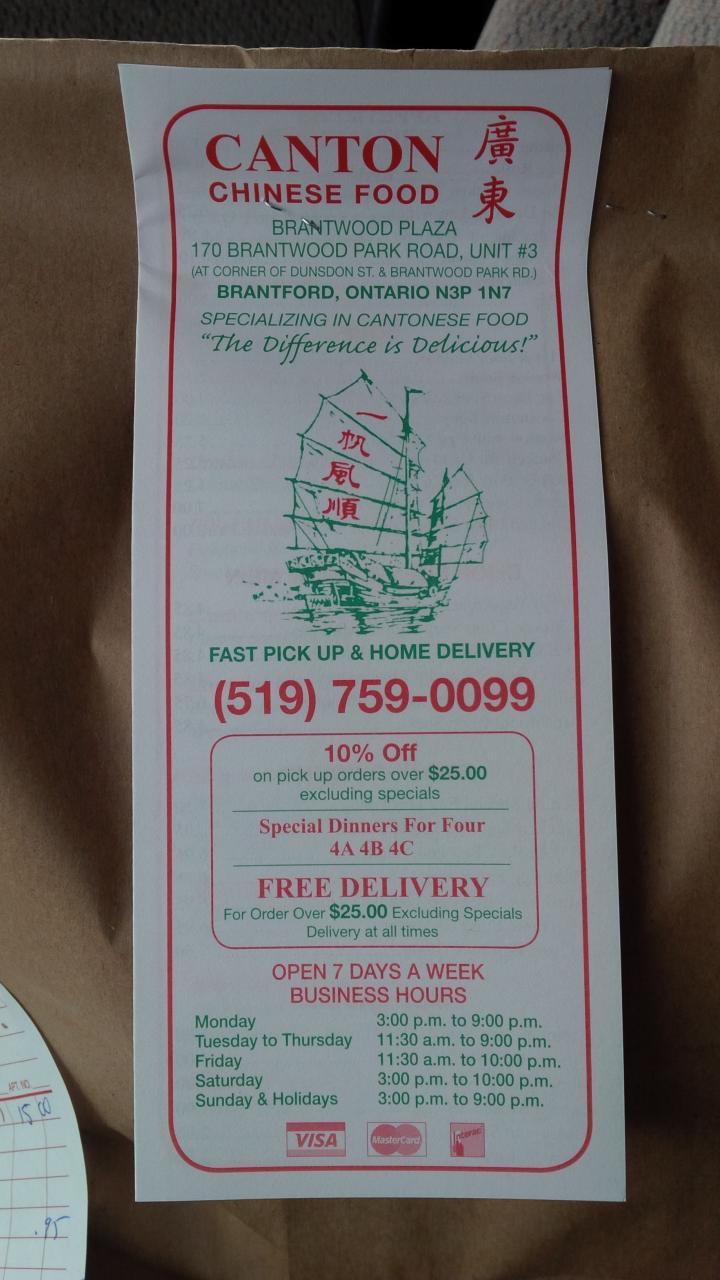 CANTON
CHINESE FOOD
廣東
BRANTWOOD PLAZA
170 BRANTWOOD PARK ROAD, UNIT #3
(AT CORNER OF DUNSDON ST. & BRANTWOOD PARK RD.)
BRANTFORD, ONTARIO N3P 1N7
SPECIALIZING IN CANTONESE FOOD
"The Difference is Delicious!"
一帆風順
FAST PICK UP & HOME DELIVERY
(519) 759-0099
10% Off
on pick up orders over $25.00
excluding specials
Special Dinners For Four
4A 4B 4C
FREE DELIVERY
For Order Over $25.00 Excluding Specials
Delivery at all times
OPEN 7 DAYS A WEEK
BUSINESS HOURS
Monday 3:00 p.m. to 9:00 p.m.
Tuesday to Thursday 11:30 a.m. to 9:00 p.m.
Friday 11:30 a.m. to 10:00 p.m.
Saturday 3:00 p.m. to 10:00 p.m.
Sunday & Holidays 3:00 p.m. to 9:00 p.m.
VISA MasterCard Interac
APT. NO.
15 00
.95